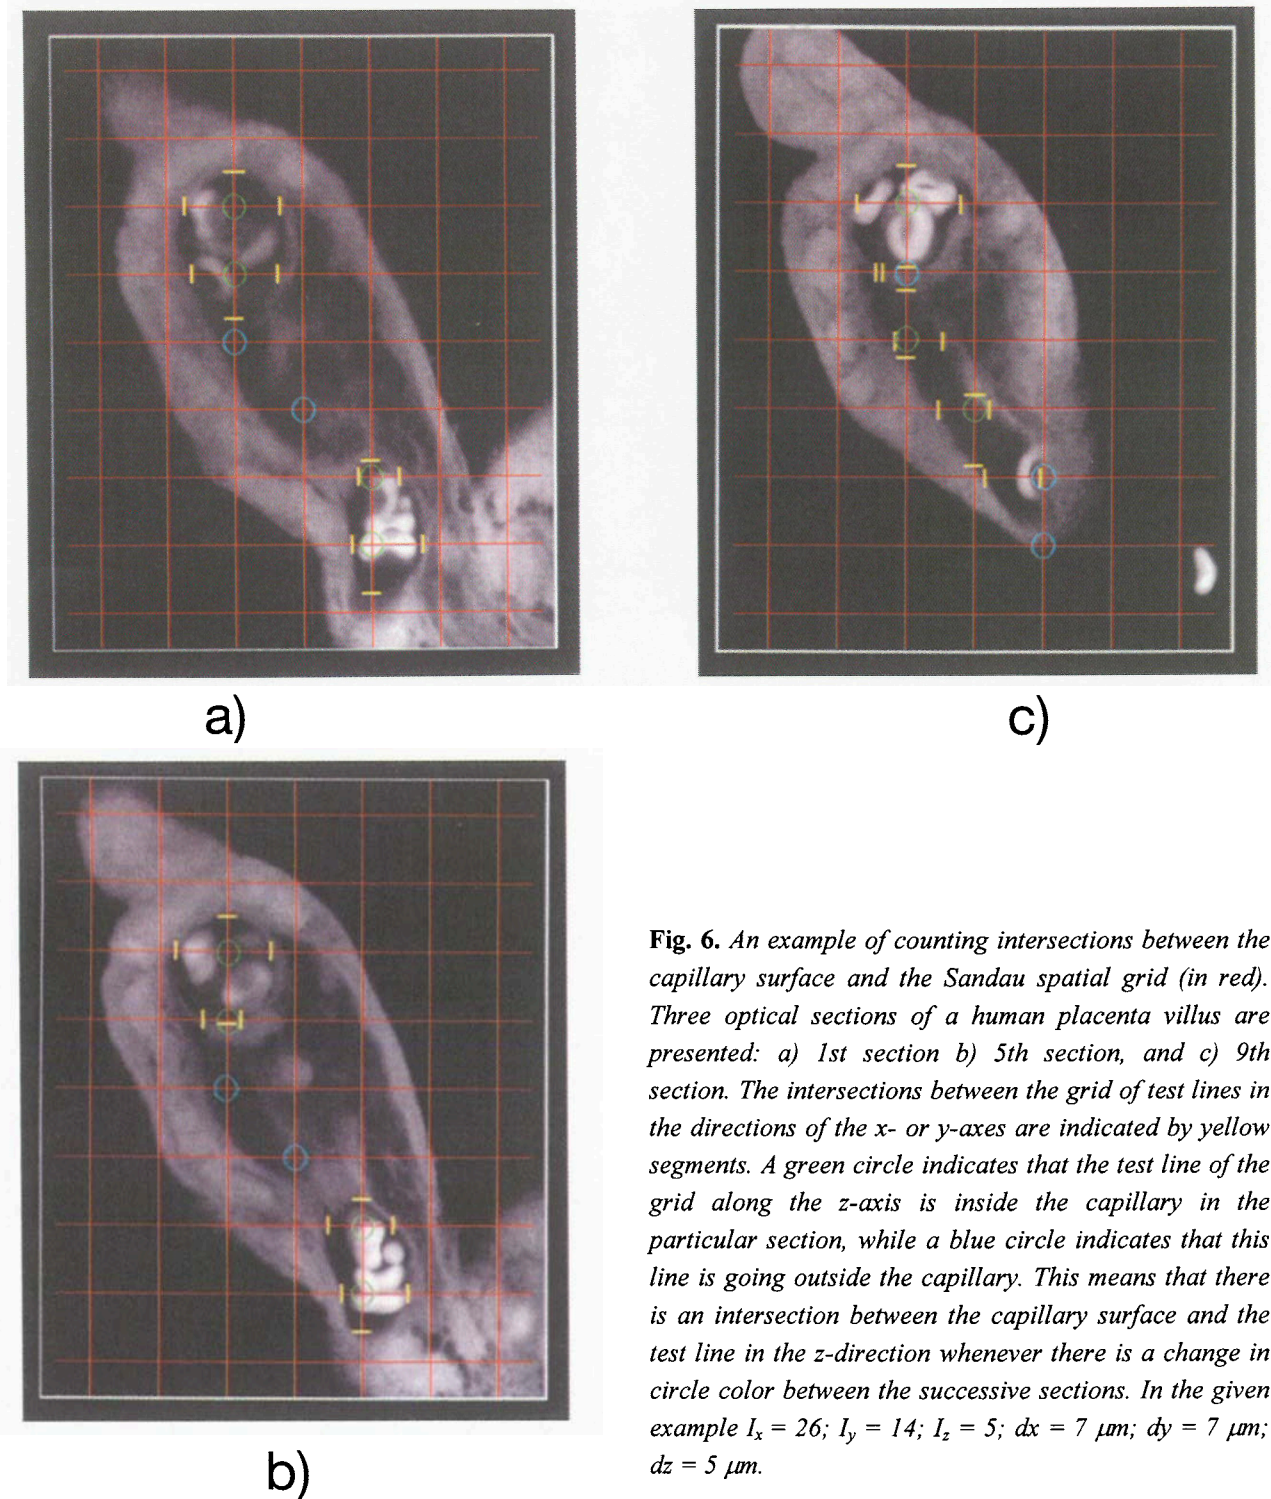 a)
c)
b)
Fig. 6. An example of counting intersections between the
capillary surface and the Sandau spatial grid (in red).
Three optical sections of a human placenta villus are
presented: a) 1st section b) 5th section, and c) 9th
section. The intersections between the grid of test lines in
the directions of the x- or y-axes are indicated by yellow
segments. A green circle indicates that the test line of the
grid along the z-axis is inside the capillary in the
particular section, while a blue circle indicates that this
line is going outside the capillary. This means that there
is an intersection between the capillary surface and the
test line in the z-direction whenever there is a change in
circle color between the successive sections. In the given
example Ix = 26; Iy = 14; Iz = 5; dx = 7 μm; dy = 7 μm;
dz = 5 μm.